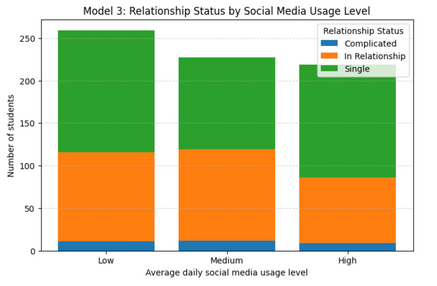 Model 3: Relationship Status by Social Media Usage Level
Relationship Status
Complicated
In Relationship
Single
Number of students
250
200
150
100
50
0
Low
Medium
High
Average daily social media usage level